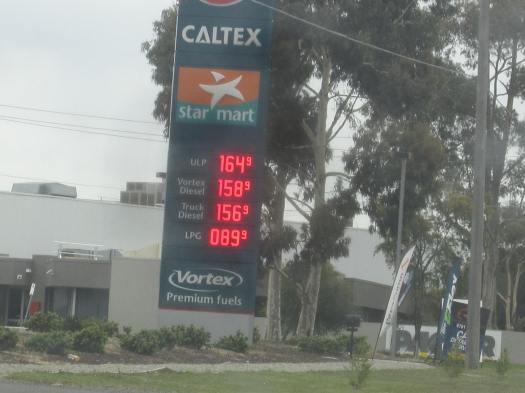 CALTEX
star mart
ULP 164⁹
Vortex Diesel 158⁹
Truck Diesel 156⁹
LPG 089⁹
Vortex
Premium fuels